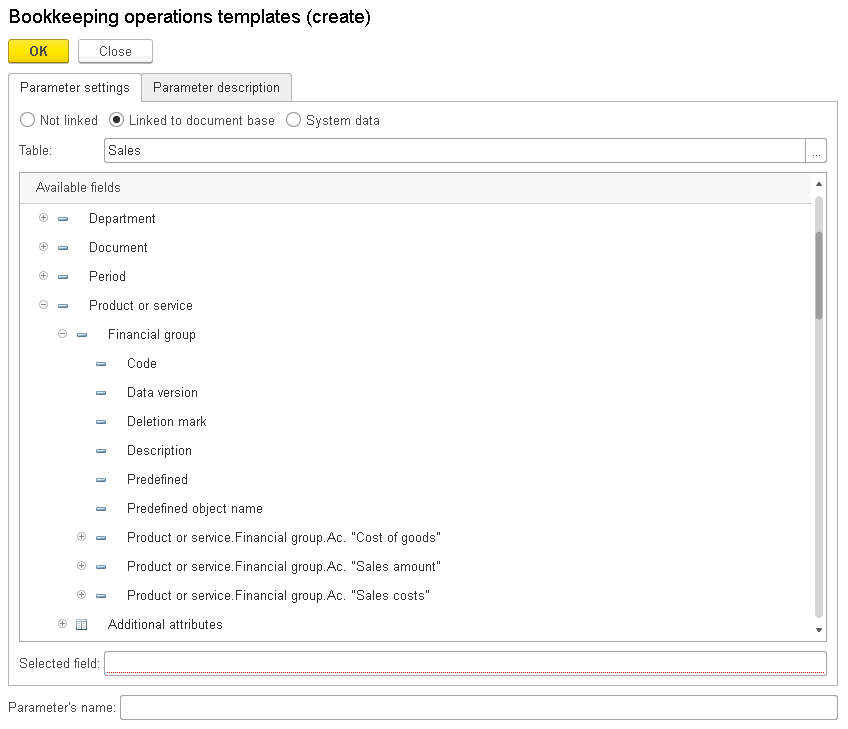 Bookkeeping operations templates (create)
OK Close
Parameter settings Parameter description
Not linked Linked to document base System data
Table: Sales ...
Available fields
Department
Document
Period
Product or service
Financial group
Code
Data version
Deletion mark
Description
Predefined
Predefined object name
Product or service.Financial group.Ac. "Cost of goods"
Product or service.Financial group.Ac. "Sales amount"
Product or service.Financial group.Ac. "Sales costs"
Additional attributes
Selected field:
Parameter's name: